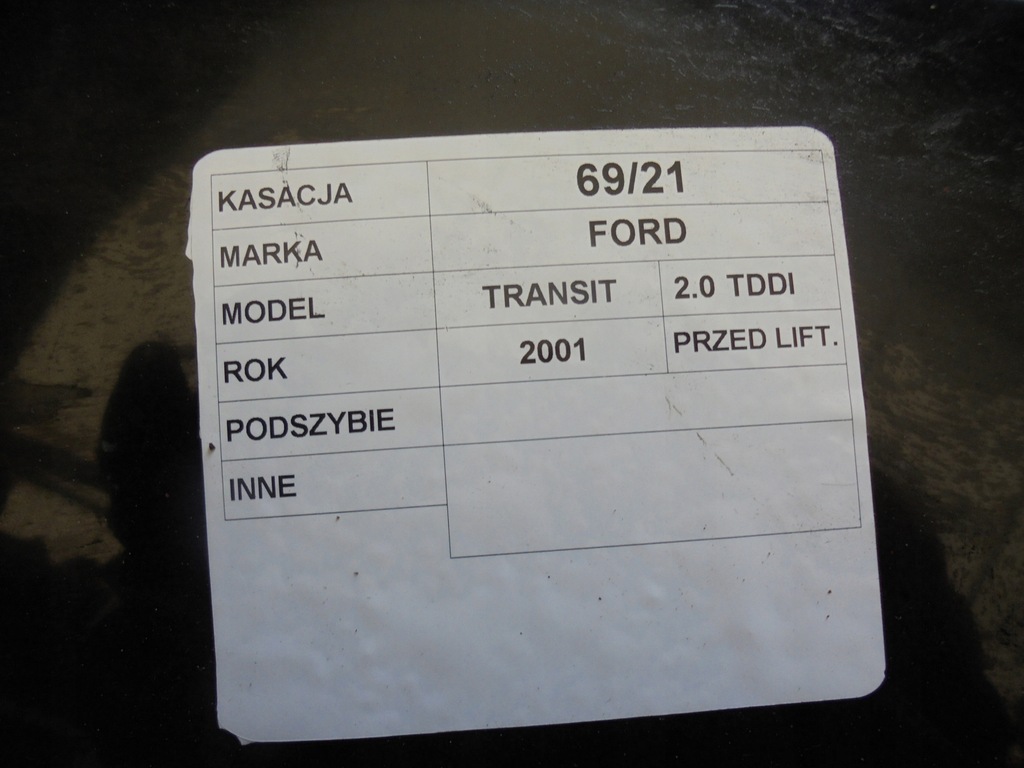 KASACJA 69/21
MARKA FORD
MODEL TRANSIT 2.0 TDDI
ROK 2001 PRZED LIFT.
PODSZYBIE
INNE